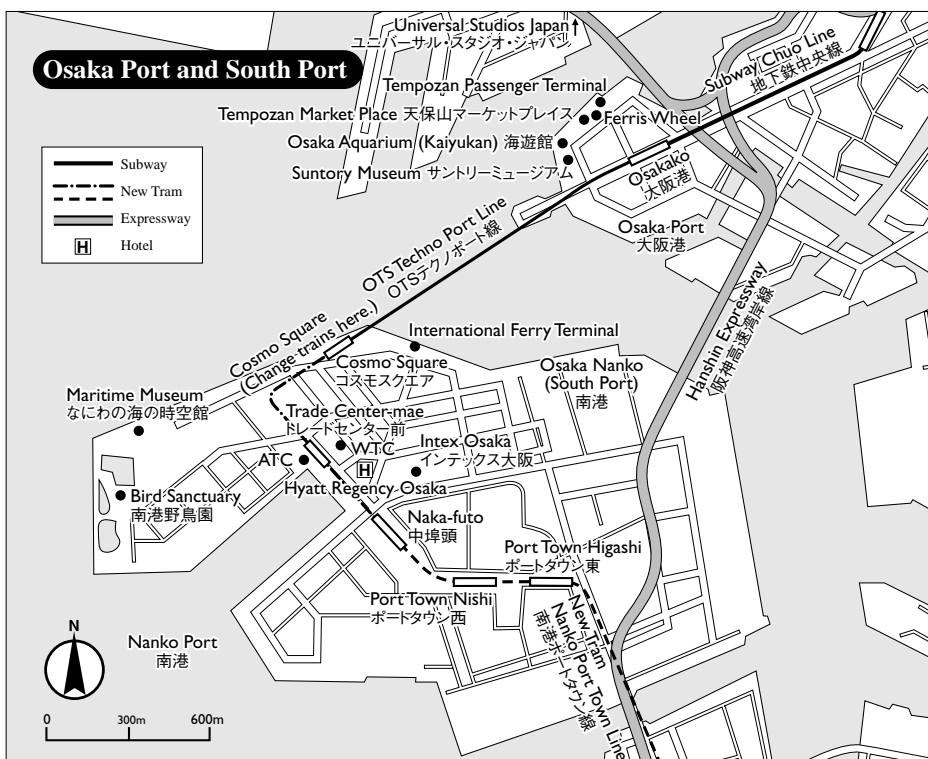 Osaka Port and South Port
Universal Studios Japan↑
ユニバーサル・スタジオ・ジャパン
Subway Chuo Line
地下鉄中央線
Tempozan Passenger Terminal
Tempozan Market Place 天保山マーケットプレイス
Ferris Wheel
Osaka Aquarium (Kaiyukan) 海遊館
Suntory Museum サントリーミュージアム
Osakako
大阪港
Subway
New Tram
Expressway
H Hotel
Osaka Port
大阪港
OTS Techno Port Line
OTSテクノポート線
Hanshin Expressway
阪神高速湾岸線
Cosmo Square
(Change trains here.)
International Ferry Terminal
Cosmo Square
コスモスクエア
Osaka Nanko
(South Port)
南港
Maritime Museum
なにわの海の時空館
Trade Center-mae
トレードセンター前
WTC
ATC
Intex Osaka
インテックス大阪
H
Hyatt Regency Osaka
Bird Sanctuary
南港野鳥園
Naka-futo
中埠頭
Port Town Higashi
ポートタウン東
Port Town Nishi
ポートタウン西
New Tram
Nanko Port Town Line
南港ポートタウン線
Nanko Port
南港
N
0 300m 600m